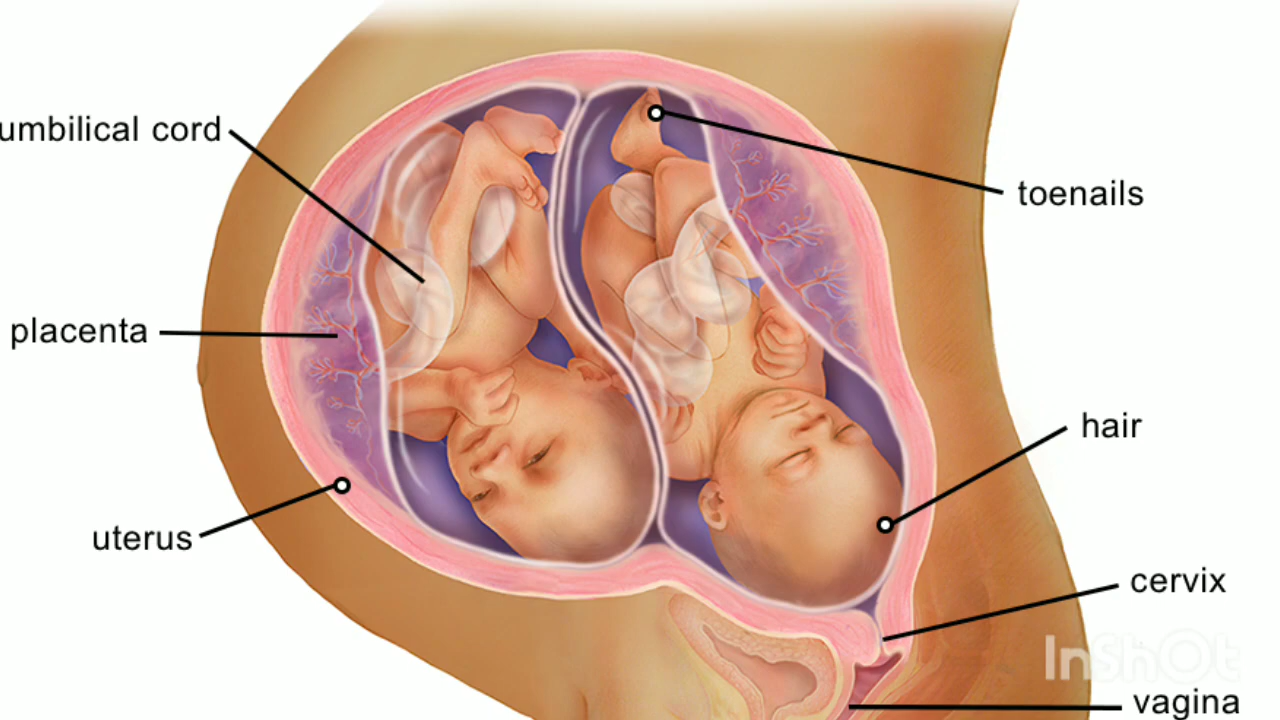 umbilical cord
toenails
placenta
hair
uterus
cervix
InShOt
vagina